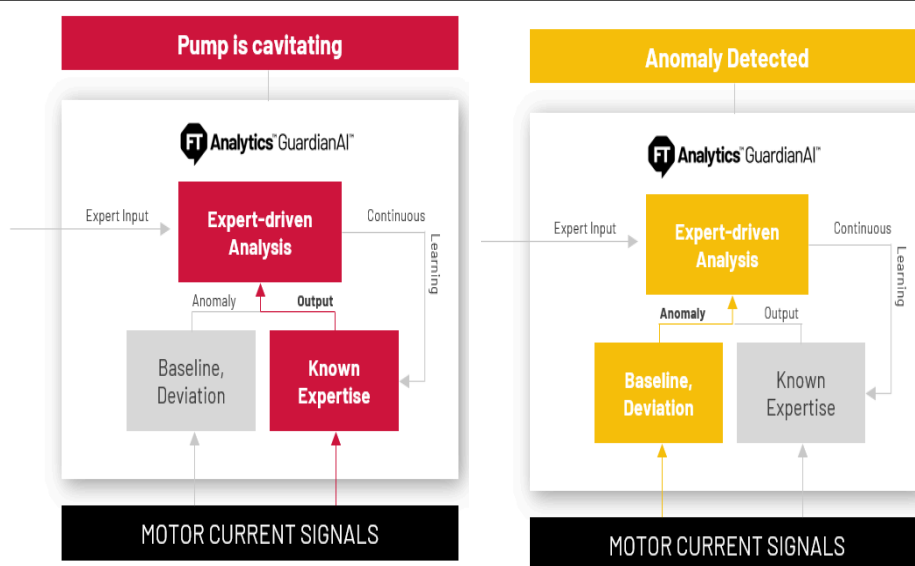 Pump is cavitating
FT Analytics™ GuardianAI™
Expert Input
Expert-driven
Analysis
Continuous
Learning
Anomaly
Output
Baseline,
Deviation
Known
Expertise
MOTOR CURRENT SIGNALS
Anomaly Detected
FT Analytics™ GuardianAI™
Expert Input
Expert-driven
Analysis
Continuous
Learning
Anomaly
Output
Baseline,
Deviation
Known
Expertise
MOTOR CURRENT SIGNALS